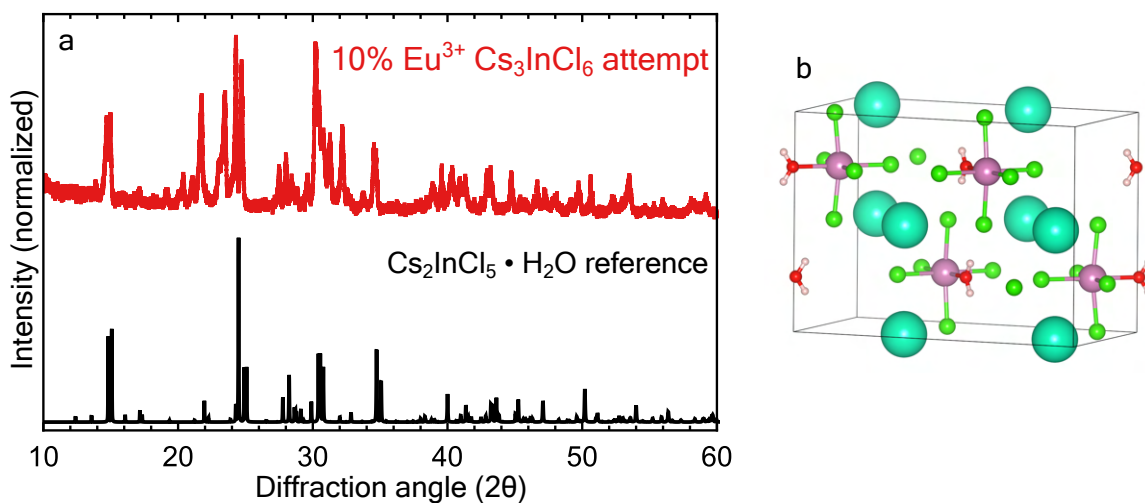 a
10% Eu³⁺ Cs₃InCl₆ attempt
Cs₂InCl₅ • H₂O reference
Intensity (normalized)
10 20 30 40 50 60
Diffraction angle (2θ)
b